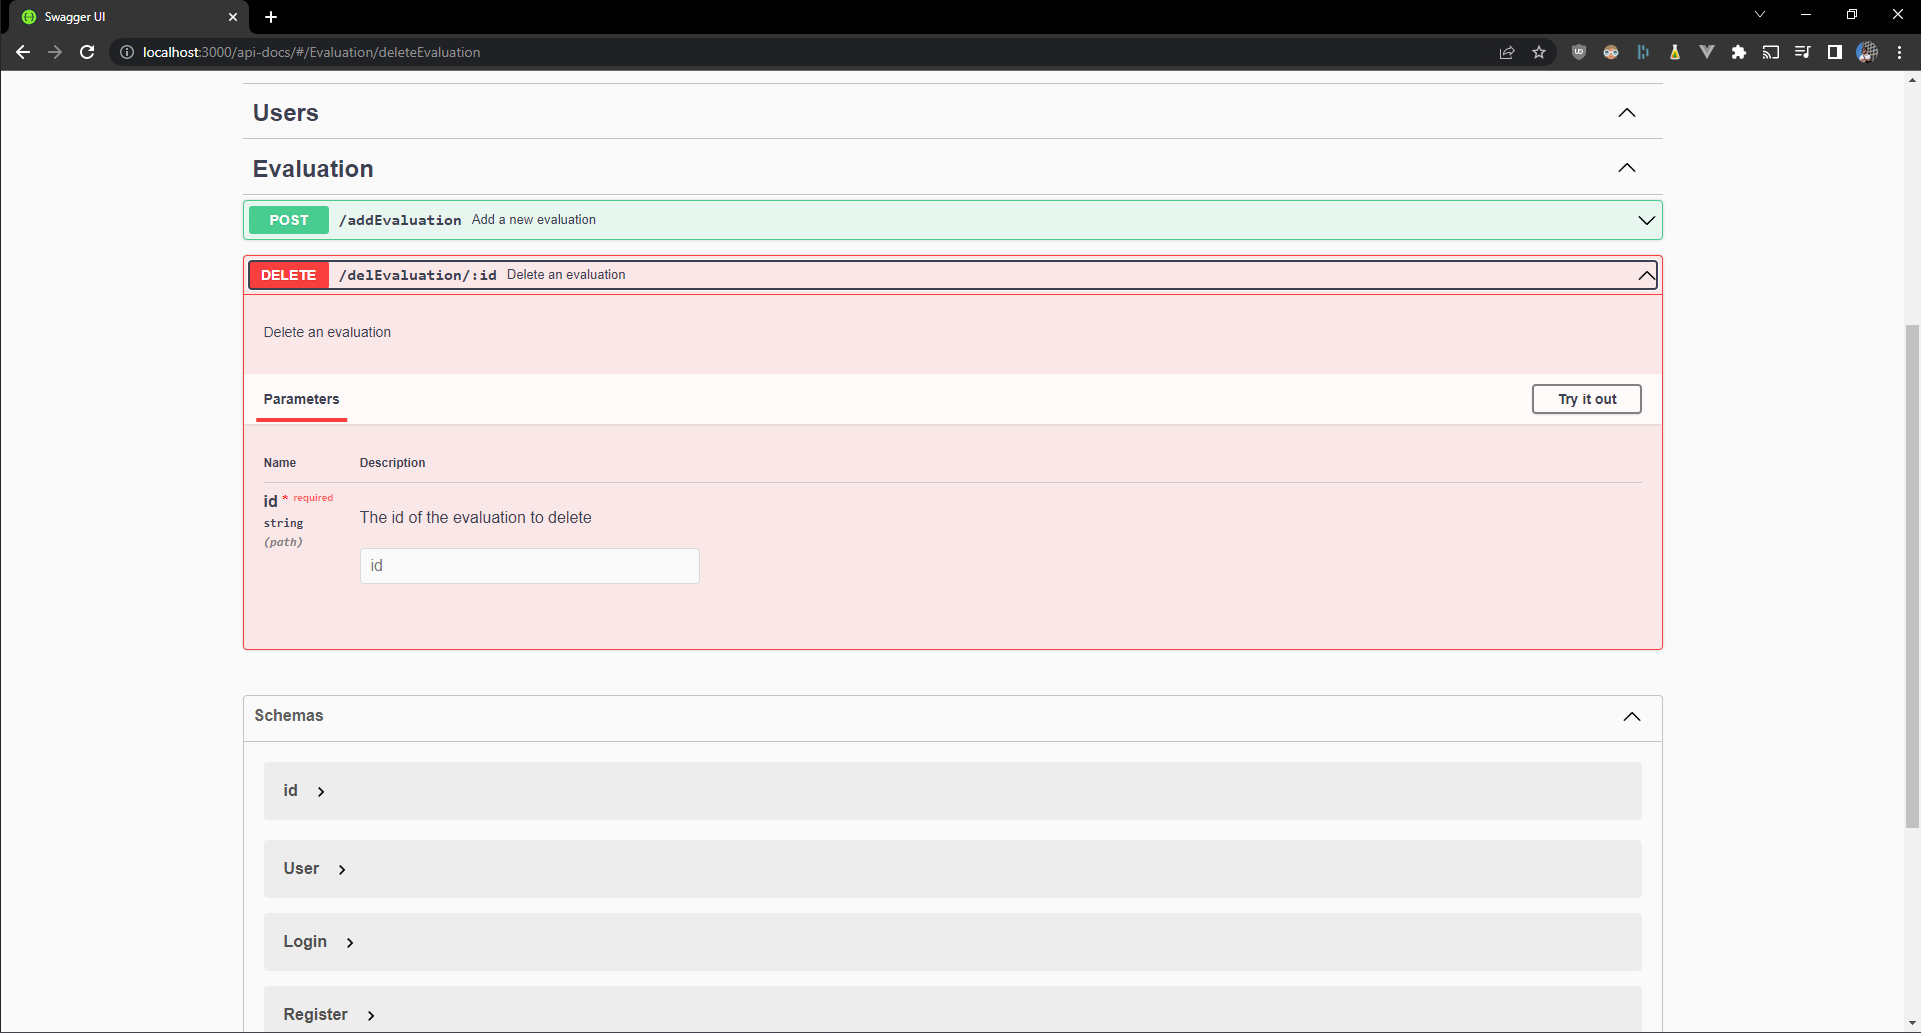 Swagger UI
localhost:3000/api-docs/#/Evaluation/deleteEvaluation
Users
Evaluation
POST /addEvaluation Add a new evaluation
DELETE /delEvaluation/:id Delete an evaluation
Delete an evaluation
Parameters Try it out
Name Description
id * required
string
(path)
The id of the evaluation to delete
id
Schemas
id
User
Login
Register